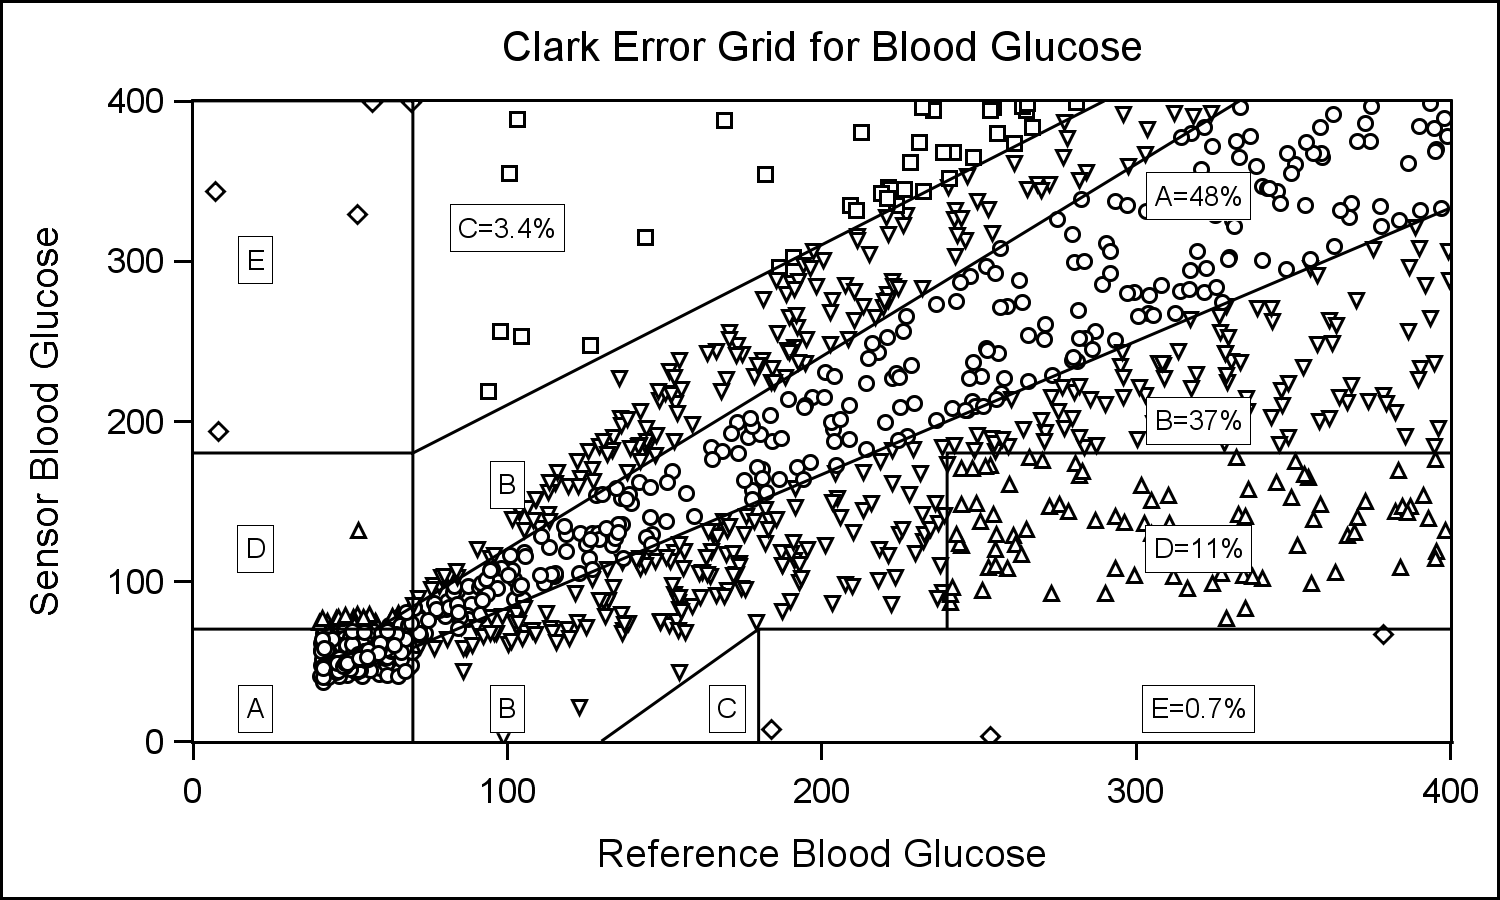 Clark Error Grid for Blood Glucose
400
300
200
100
0
Sensor Blood Glucose
E
C=3.4%
A=48%
B=37%
B
D
D=11%
A
B
C
E=0.7%
0
100
200
300
400
Reference Blood Glucose